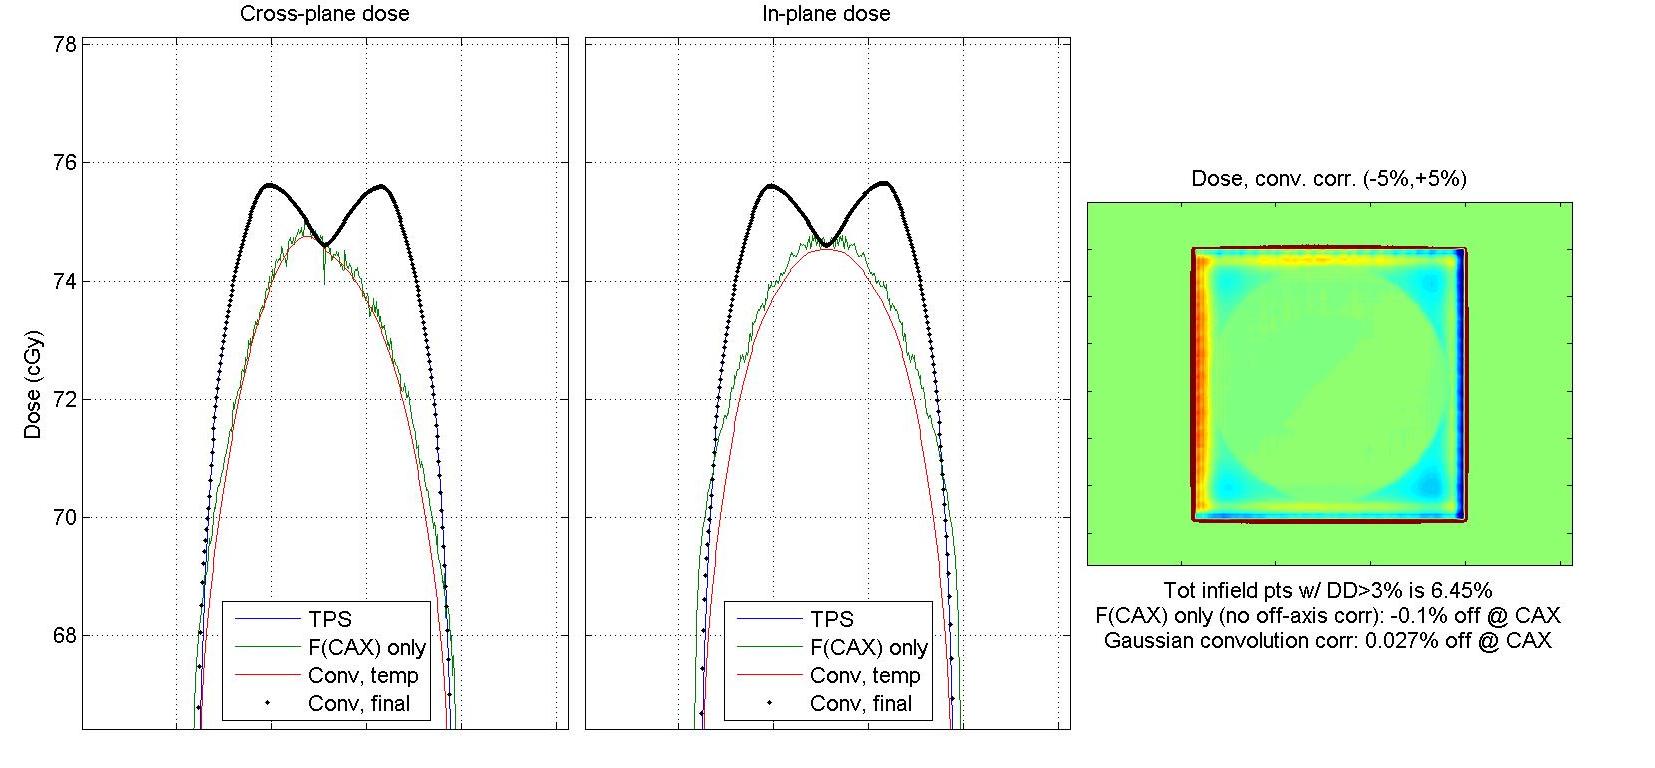 Cross-plane dose
In-plane dose
78
76
74
72
70
68
Dose (cGy)
TPS
F(CAX) only
Conv, temp
Conv, final
TPS
F(CAX) only
Conv, temp
Conv, final
Dose, conv. corr. (-5%,+5%)
Tot infield pts w/ DD>3% is 6.45%
F(CAX) only (no off-axis corr): -0.1% off @ CAX
Gaussian convolution corr: 0.027% off @ CAX